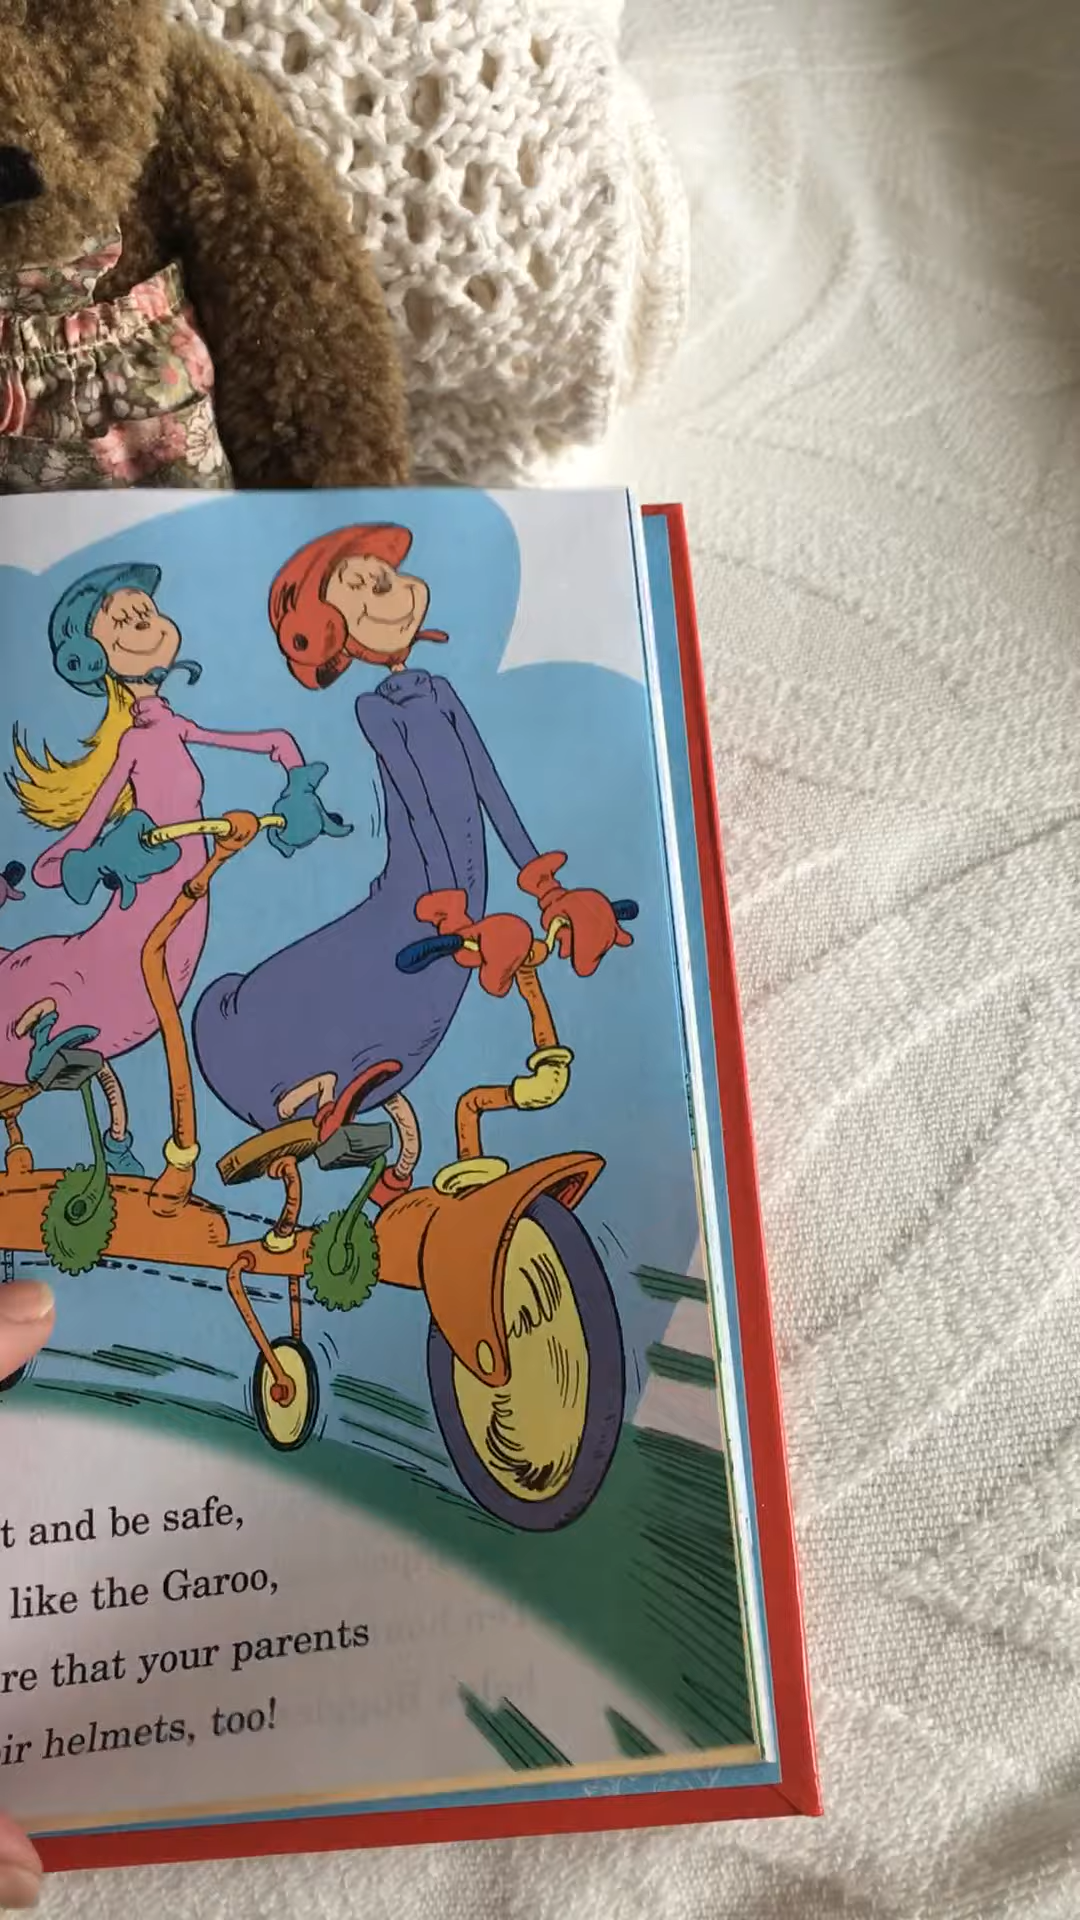 t and be safe,
like the Garoo,
re that your parents
ir helmets, too!